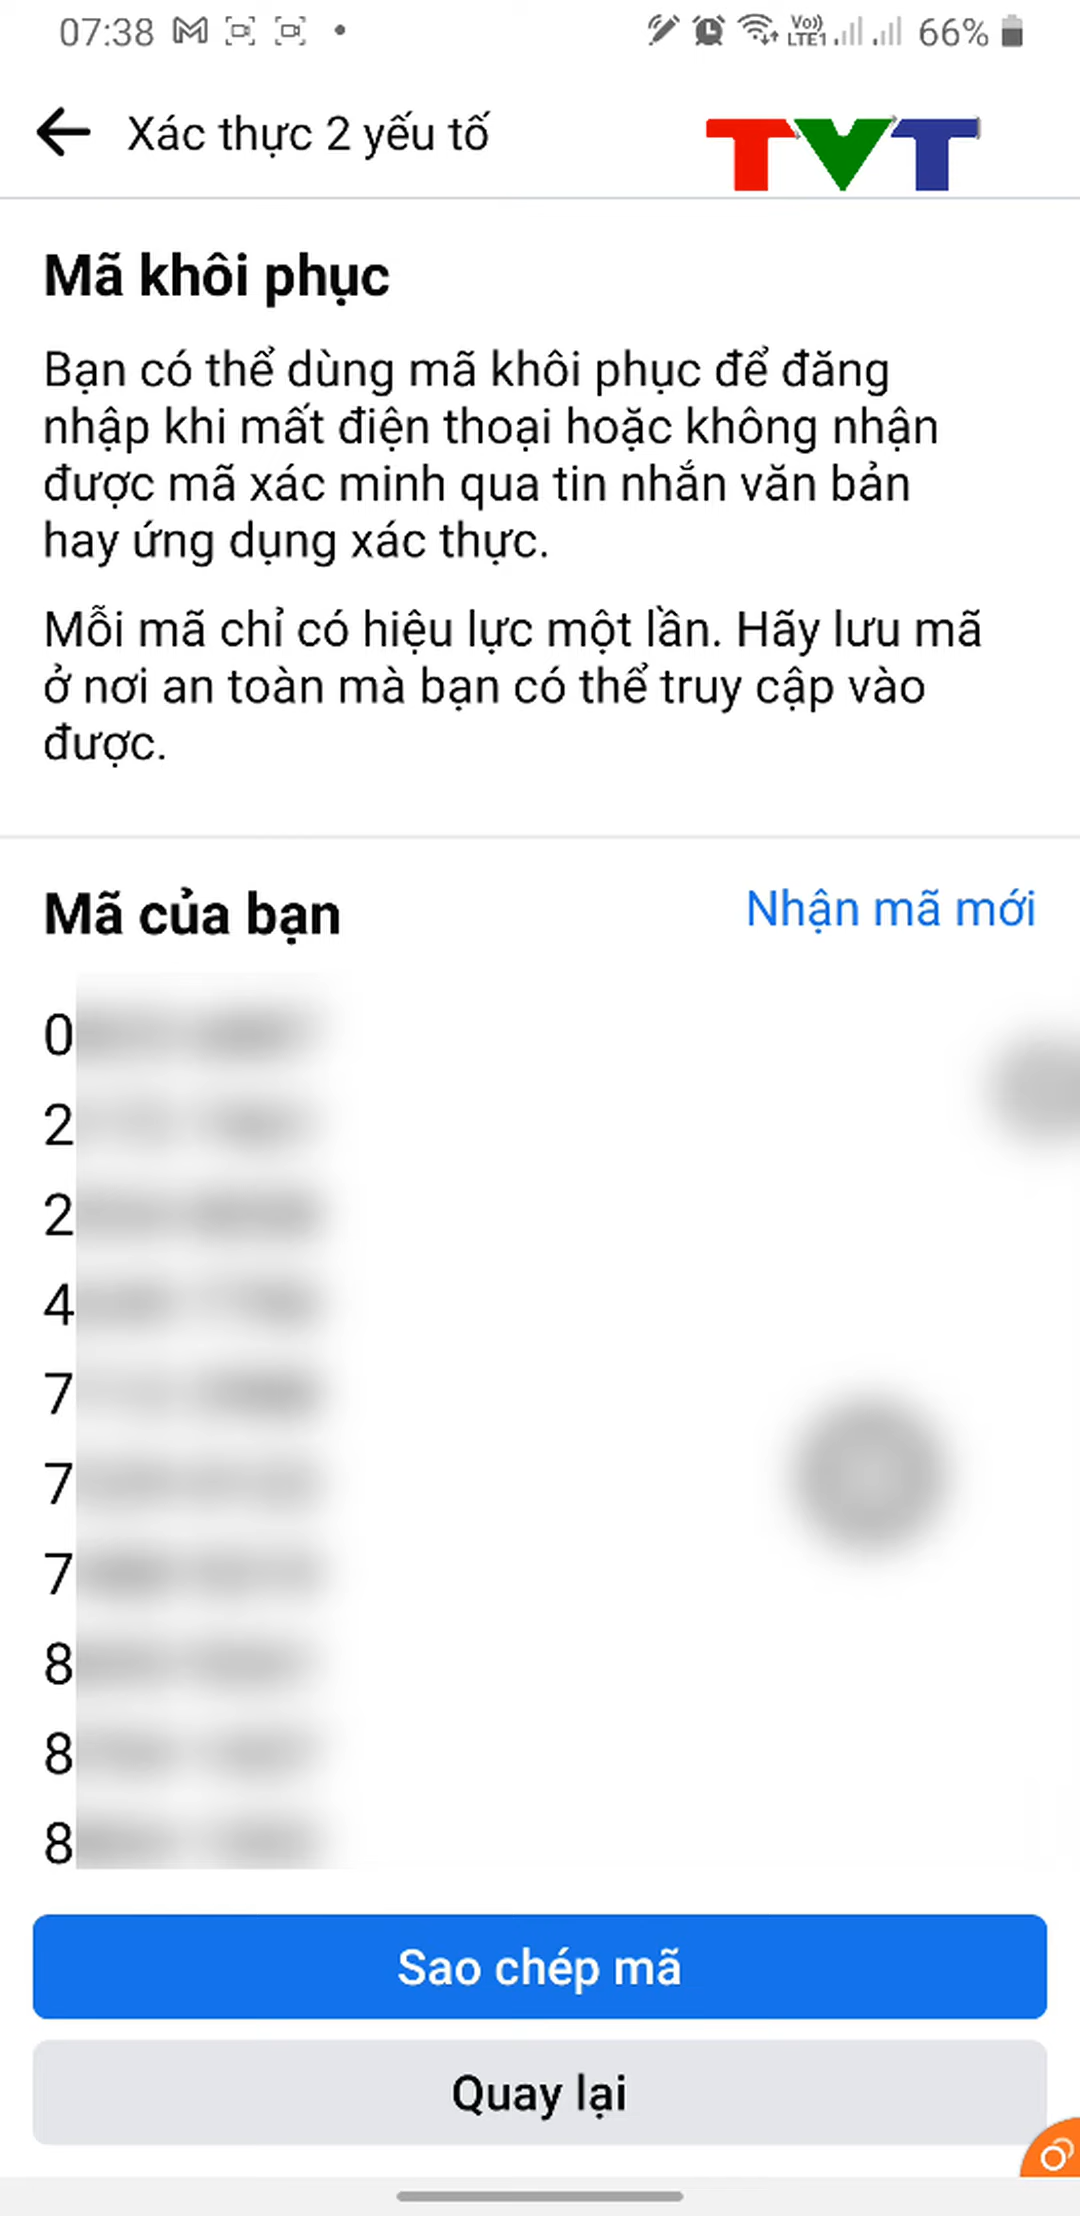 07:38 Vo)) LTE1 66%
Xác thực 2 yếu tố
TVT
Mã khôi phục
Bạn có thể dùng mã khôi phục để đăng
nhập khi mất điện thoại hoặc không nhận
được mã xác minh qua tin nhắn văn bản
hay ứng dụng xác thực.
Mỗi mã chỉ có hiệu lực một lần. Hãy lưu mã
ở nơi an toàn mà bạn có thể truy cập vào
được.
Mã của bạn
Nhận mã mới
0
2
2
4
7
7
7
8
8
8
Sao chép mã
Quay lại